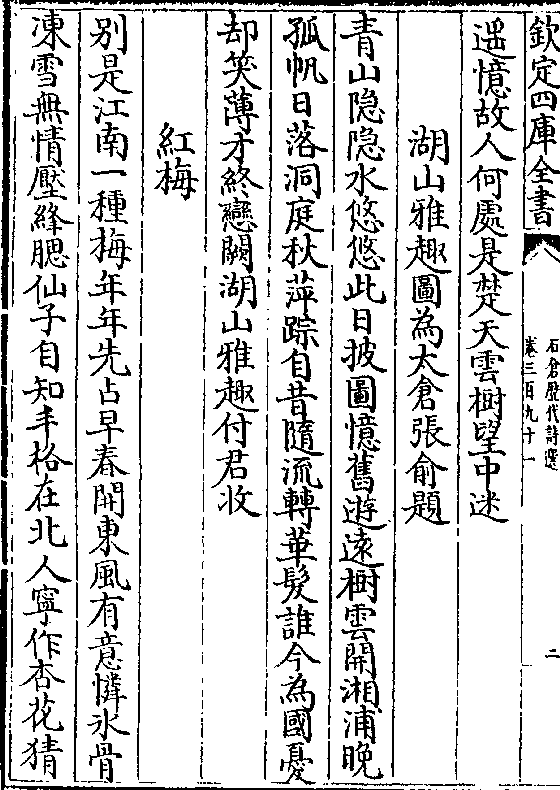 欽定四庫全書
石倉歷代詩選
卷三百九十一
二
遥憶故人何處是楚天雲樹望中迷
湖山雅趣圖為太倉張俞題
青山隐隐水悠悠此日披圖憶舊遊遠樹雲開湘浦晩
孤帆日落洞庭秋萍踪自昔隨流轉華髮誰今為國憂
却笑薄才終戀闕湖山雅趣付君收
紅梅
别是江南一種梅年年先占早春開東風有意憐氷骨
凍雪無情壓絳腮仙子自知丰格在北人寧作杏花猜